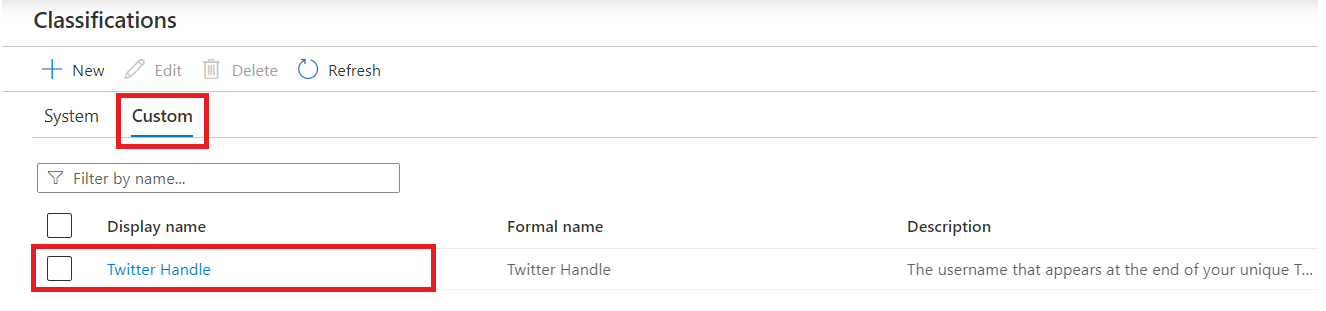 Classifications
New Edit Delete Refresh
System Custom
Filter by name...
Display name Formal name Description
Twitter Handle Twitter Handle The username that appears at the end of your unique T...